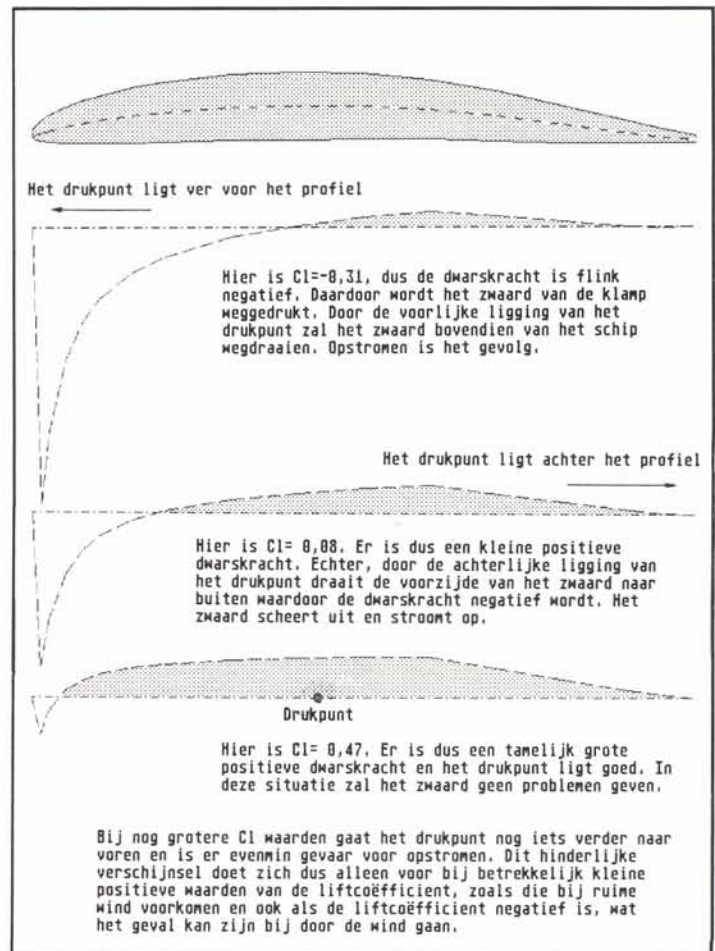 Het drukpunt ligt ver voor het profiel
Hier is Cl=-0,31, dus de dwarskracht is flink
negatief. Daardoor wordt het zwaard van de klamp
weggedrukt. Door de voorlijke ligging van het
drukpunt zal het zwaard bovendien van het schip
wegdraaien. Opstromen is het gevolg.
Het drukpunt ligt achter het profiel
Hier is Cl= 0,08. Er is dus een kleine positieve
dwarskracht. Echter, door de achterlijke ligging van
het drukpunt draait de voorzijde van het zwaard naar
buiten waardoor de dwarskracht negatief wordt. Het
zwaard scheert uit en stroomt op.
Drukpunt
Hier is Cl= 0,47. Er is dus een tamelijk grote
positieve dwarskracht en het drukpunt ligt goed. In
deze situatie zal het zwaard geen problemen geven.
Bij nog grotere Cl waarden gaat het drukpunt nog iets verder naar
voren en is er evenmin gevaar voor opstromen. Dit hinderlijke
verschijnsel doet zich dus alleen voor bij betrekkelijk kleine
positieve waarden van de liftcoëfficient, zoals die bij ruime
wind voorkomen en ook als de liftcoëfficient negatief is, wat
het geval kan zijn bij door de wind gaan.